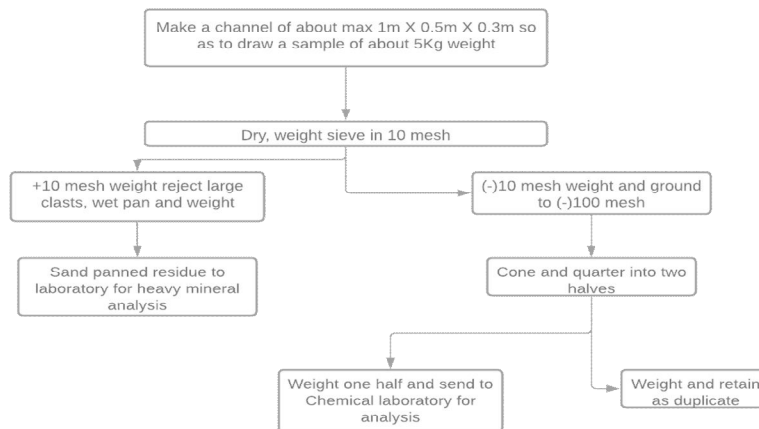 Make a channel of about max 1m X 0.5m X 0.3m so
as to draw a sample of about 5Kg weight
Dry, weight sieve in 10 mesh
+10 mesh weight reject large
clasts, wet pan and weight
(-)10 mesh weight and ground
to (-)100 mesh
Sand panned residue to
laboratory for heavy mineral
analysis
Cone and quarter into two
halves
Weight one half and send to
Chemical laboratory for
analysis
Weight and retain
as duplicate